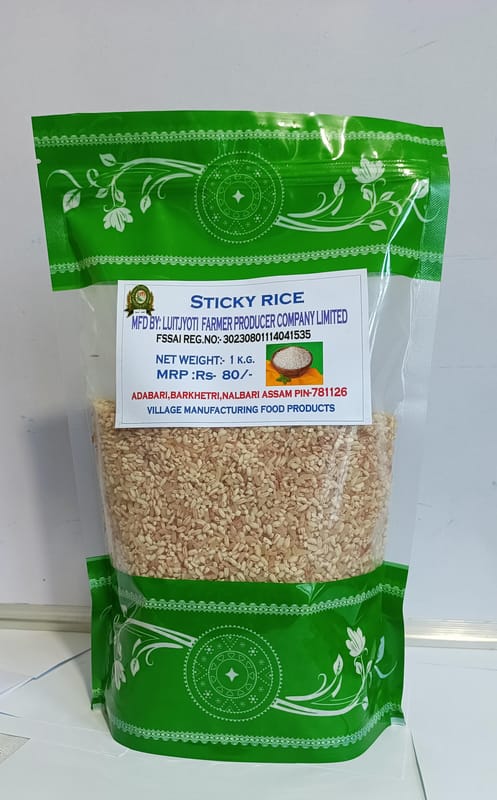 STICKY RICE
MFD BY: LUITJYOTI FARMER PRODUCER COMPANY LIMITED
FSSAI REG.NO:- 30230801114041535
NET WEIGHT:- 1 K.G.
MRP :Rs- 80/-
ADABARI,BARKHETRI,NALBARI ASSAM PIN-781126
VILLAGE MANUFACTURING FOOD PRODUCTS